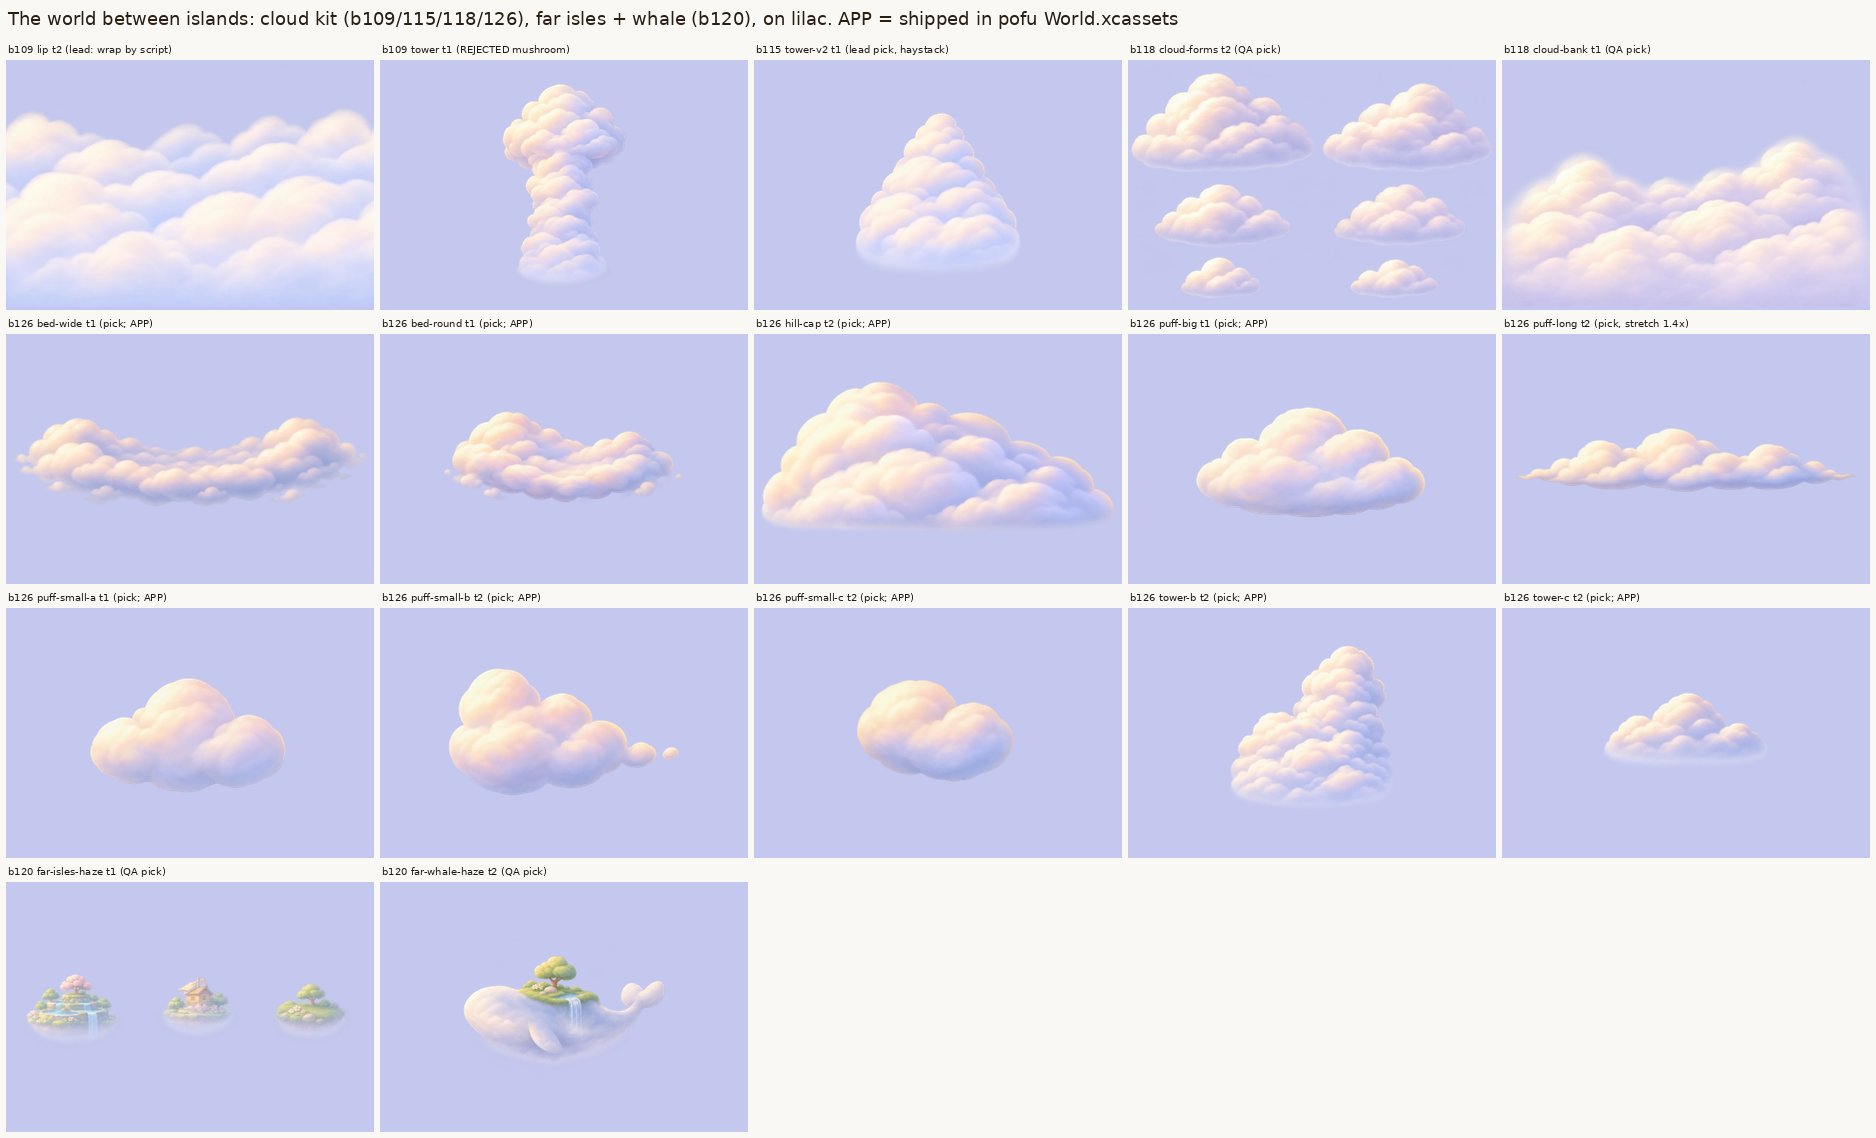 The world between islands: cloud kit (b109/115/118/126), far isles + whale (b120), on lilac. APP = shipped in pofu World.xcassets
b109 lip t2 (lead: wrap by script)
b109 tower t1 (REJECTED mushroom)
b115 tower-v2 t1 (lead pick, haystack)
b118 cloud-forms t2 (QA pick)
b118 cloud-bank t1 (QA pick)
b126 bed-wide t1 (pick; APP)
b126 bed-round t1 (pick; APP)
b126 hill-cap t2 (pick; APP)
b126 puff-big t1 (pick; APP)
b126 puff-long t2 (pick, stretch 1.4x)
b126 puff-small-a t1 (pick; APP)
b126 puff-small-b t2 (pick; APP)
b126 puff-small-c t2 (pick; APP)
b126 tower-b t2 (pick; APP)
b126 tower-c t2 (pick; APP)
b120 far-isles-haze t1 (QA pick)
b120 far-whale-haze t2 (QA pick)